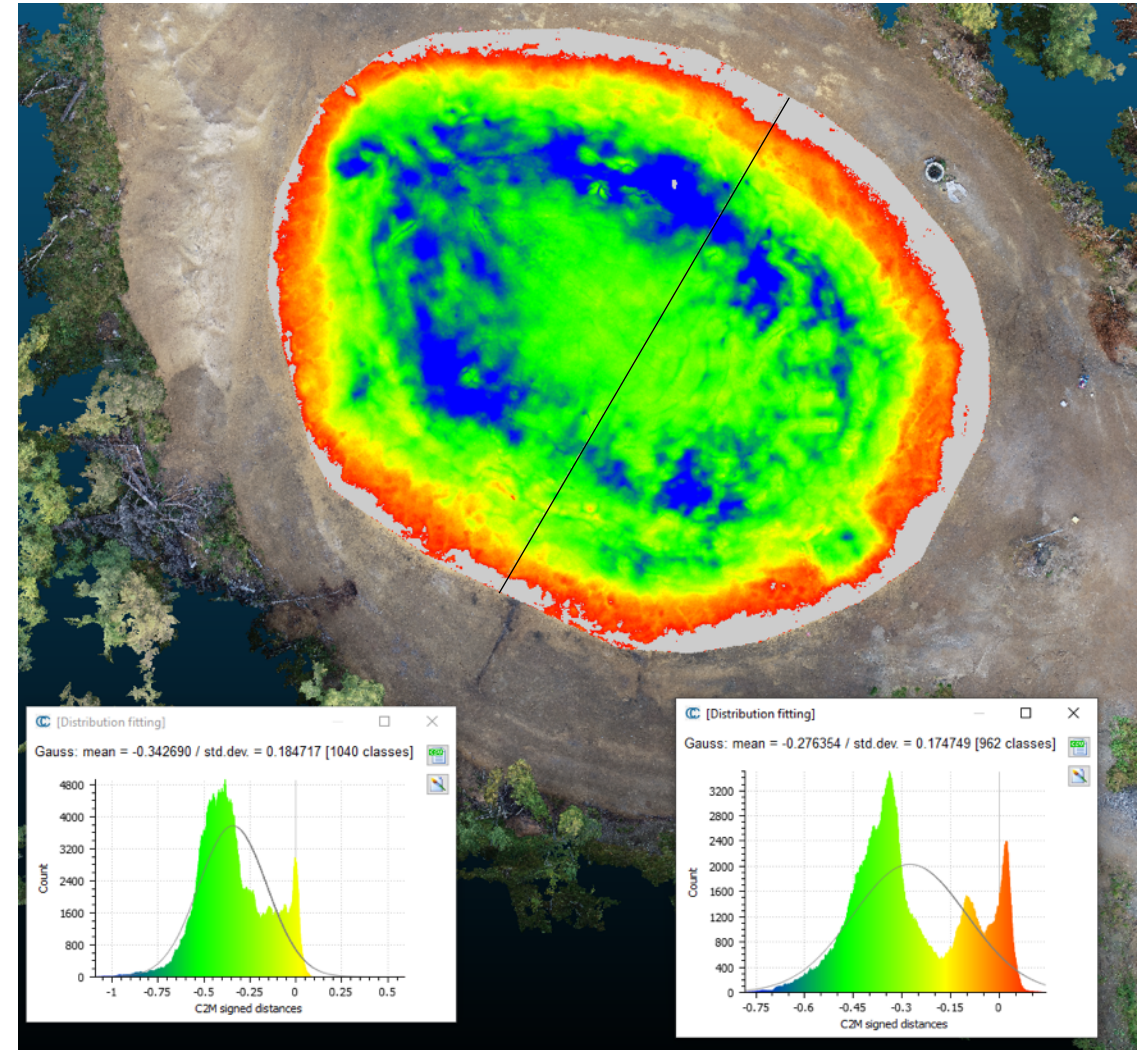 [Distribution fitting]
Gauss: mean = -0.342690 / std.dev. = 0.184717 [1040 classes]
4800
4000
3200
2400
1600
800
0
Count
-1 -0.75 -0.5 -0.25 0 0.25 0.5
C2M signed distances
[Distribution fitting]
Gauss: mean = -0.276354 / std.dev. = 0.174749 [962 classes]
3200
2800
2400
2000
1600
1200
800
400
0
Count
-0.75 -0.6 -0.45 -0.3 -0.15 0
C2M signed distances